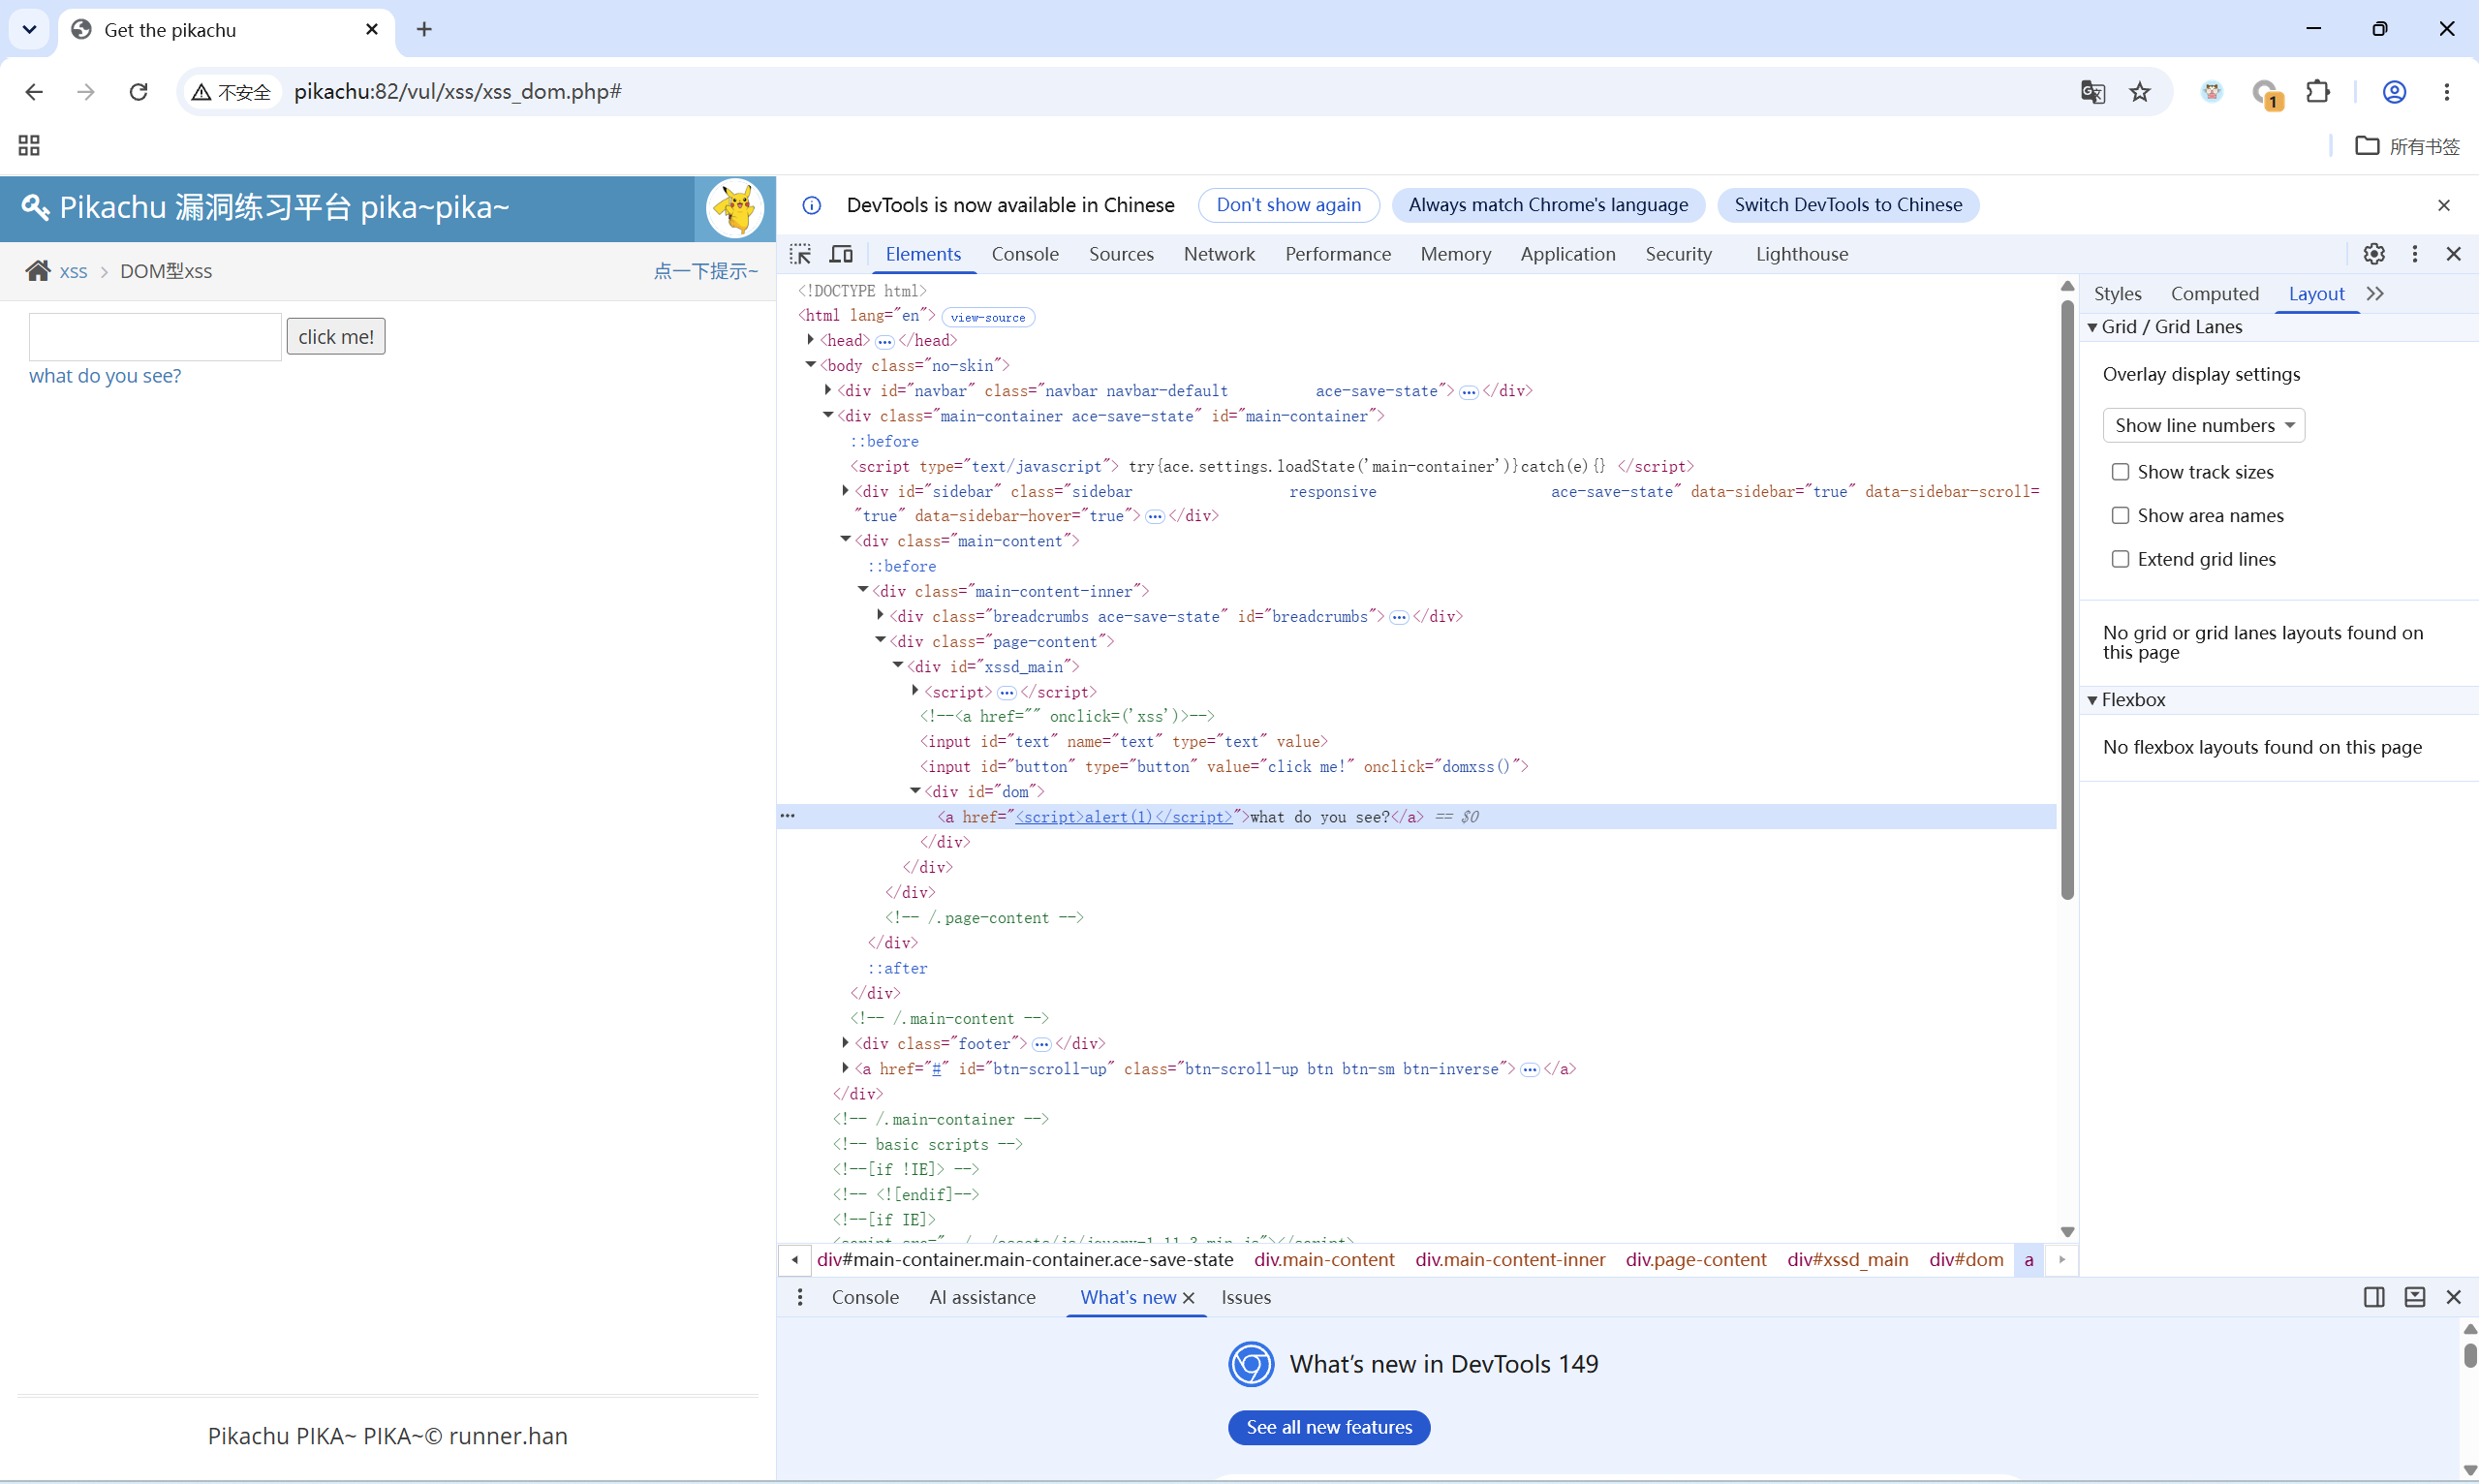 Get the pikachu
不安全
pikachu:82/vul/xss/xss_dom.php#
1
所有书签
Pikachu 漏洞练习平台 pika~pika~
xss
DOM型xss
点一下提示~
click me!
what do you see?
Pikachu PIKA~ PIKA~© runner.han
DevTools is now available in Chinese
Don't show again
Always match Chrome's language
Switch DevTools to Chinese
Elements
Console
Sources
Network
Performance
Memory
Application
Security
Lighthouse
<!DOCTYPE html>
<html lang="en"> view-source
<head> … </head>
<body class="no-skin">
<div id="navbar" class="navbar navbar-default          ace-save-state"> … </div>
<div class="main-container ace-save-state" id="main-container">
::before
<script type="text/javascript"> try{ace.settings.loadState('main-container')}catch(e){} </script>
<div id="sidebar" class="sidebar                  responsive                    ace-save-state" data-sidebar="true" data-sidebar-scroll=
"true" data-sidebar-hover="true"> … </div>
<div class="main-content">
::before
<div class="main-content-inner">
<div class="breadcrumbs ace-save-state" id="breadcrumbs"> … </div>
<div class="page-content">
<div id="xssd_main">
<script> … </script>
<!--<a href="" onclick=('xss')>-->
<input id="text" name="text" type="text" value>
<input id="button" type="button" value="click me!" onclick="domxss()">
<div id="dom">
<a href="<script>alert(1)</script>">what do you see?</a> == $0
</div>
</div>
</div>
<!-- /.page-content -->
</div>
::after
</div>
<!-- /.main-content -->
<div class="footer"> … </div>
<a href="#" id="btn-scroll-up" class="btn-scroll-up btn btn-sm btn-inverse"> … </a>
</div>
<!-- /.main-container -->
<!-- basic scripts -->
<!--[if !IE]> -->
<!-- <![endif]-->
<!--[if IE]>
div#main-container.main-container.ace-save-state
div.main-content
div.main-content-inner
div.page-content
div#xssd_main
div#dom
a
Styles
Computed
Layout
Grid / Grid Lanes
Overlay display settings
Show line numbers
Show track sizes
Show area names
Extend grid lines
No grid or grid lanes layouts found on
this page
Flexbox
No flexbox layouts found on this page
Console
AI assistance
What's new
Issues
What's new in DevTools 149
See all new features